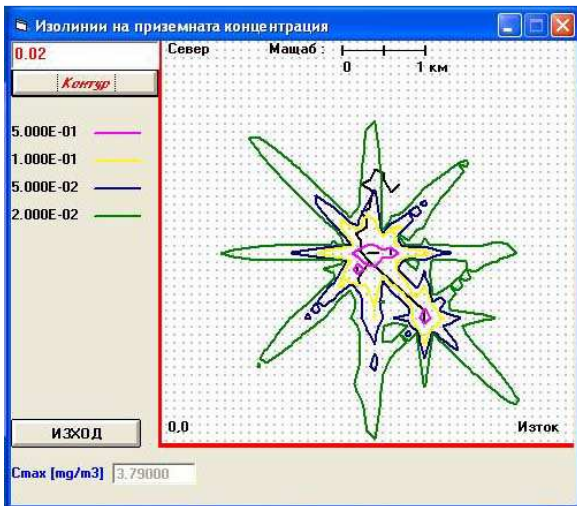 Изолинии на приземната концентрация
0.02
Контур
5.000E-01
1.000E-01
5.000E-02
2.000E-02
Север
Мащаб :
0 1 км
0,0
Изток
ИЗХОД
Cmax [mg/m3] 3.79000